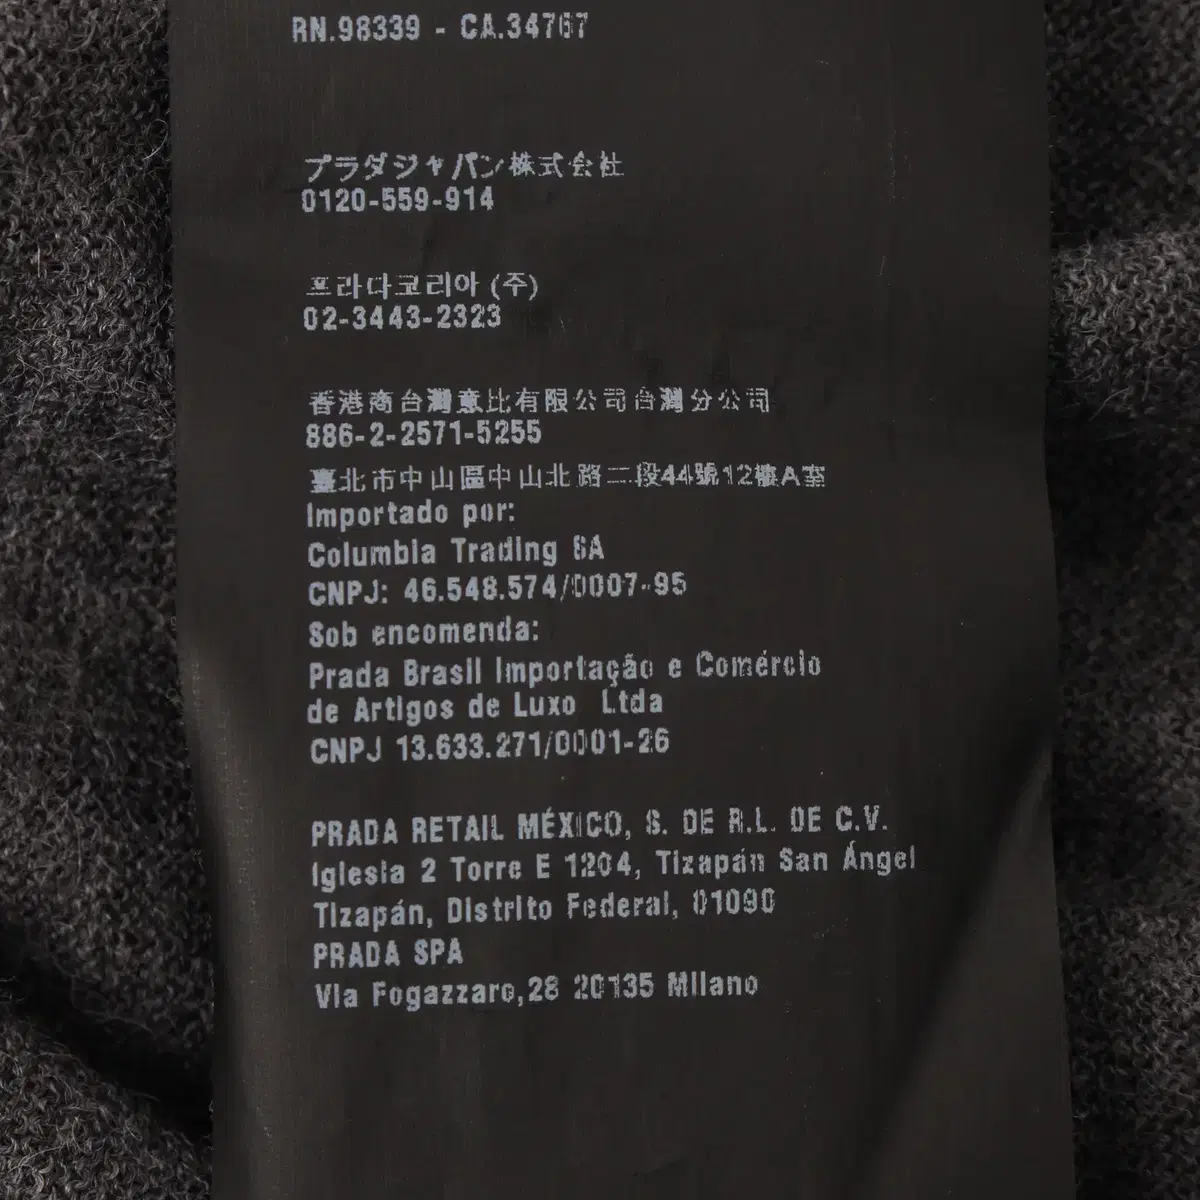 RN.98339 - CA.34767
プラダジャパン株式会社
0120-559-914
프라다코리아 (주)
02-3443-2323
香港商台灣意比有限公司台灣分公司
886-2-2571-5255
臺北市中山區中山北路二段44號12樓A室
Importado por:
Columbia Trading SA
CNPJ: 46.548.574/0007-95
Sob encomenda:
Prada Brasil Importação e Comércio
de Artigos de Luxo Ltda
CNPJ 13.633.271/0001-26
PRADA RETAIL MÉXICO, S. DE R.L. DE C.V.
Iglesia 2 Torre E 1204, Tizapán San Ángel
Tizapán, Distrito Federal, 01090
PRADA SPA
Via Fogazzaro,28 20135 Milano